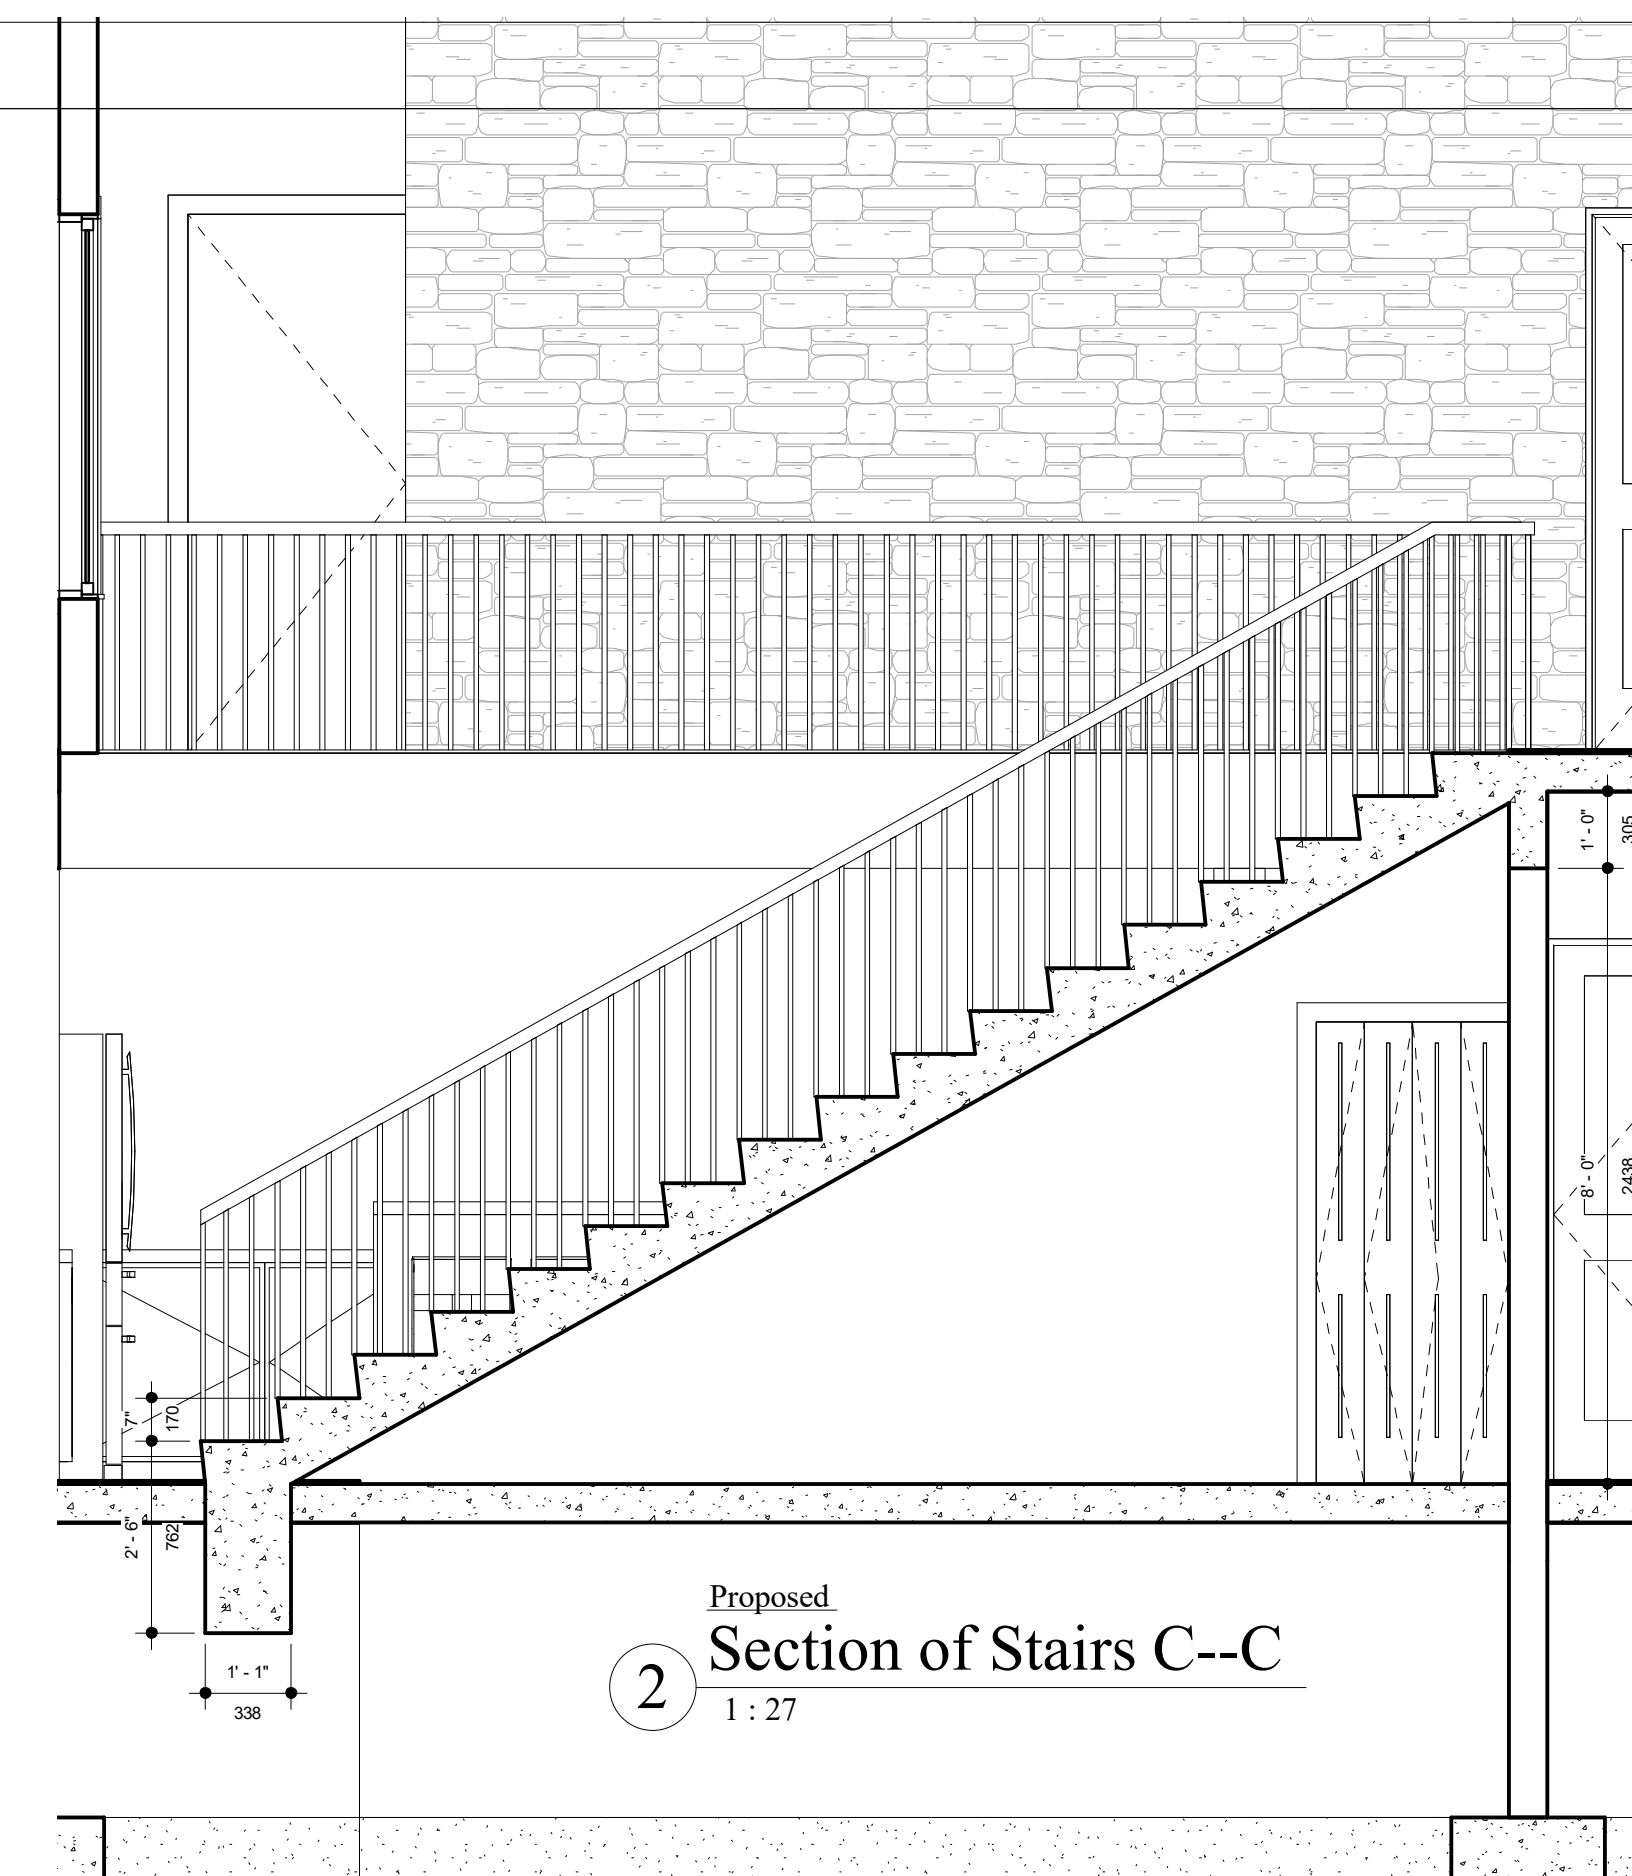 1' - 0"
305
8' - 0"
2438
7"
170
2' - 6"
762
1' - 1"
338
Proposed
Section of Stairs C--C
2
1 : 27